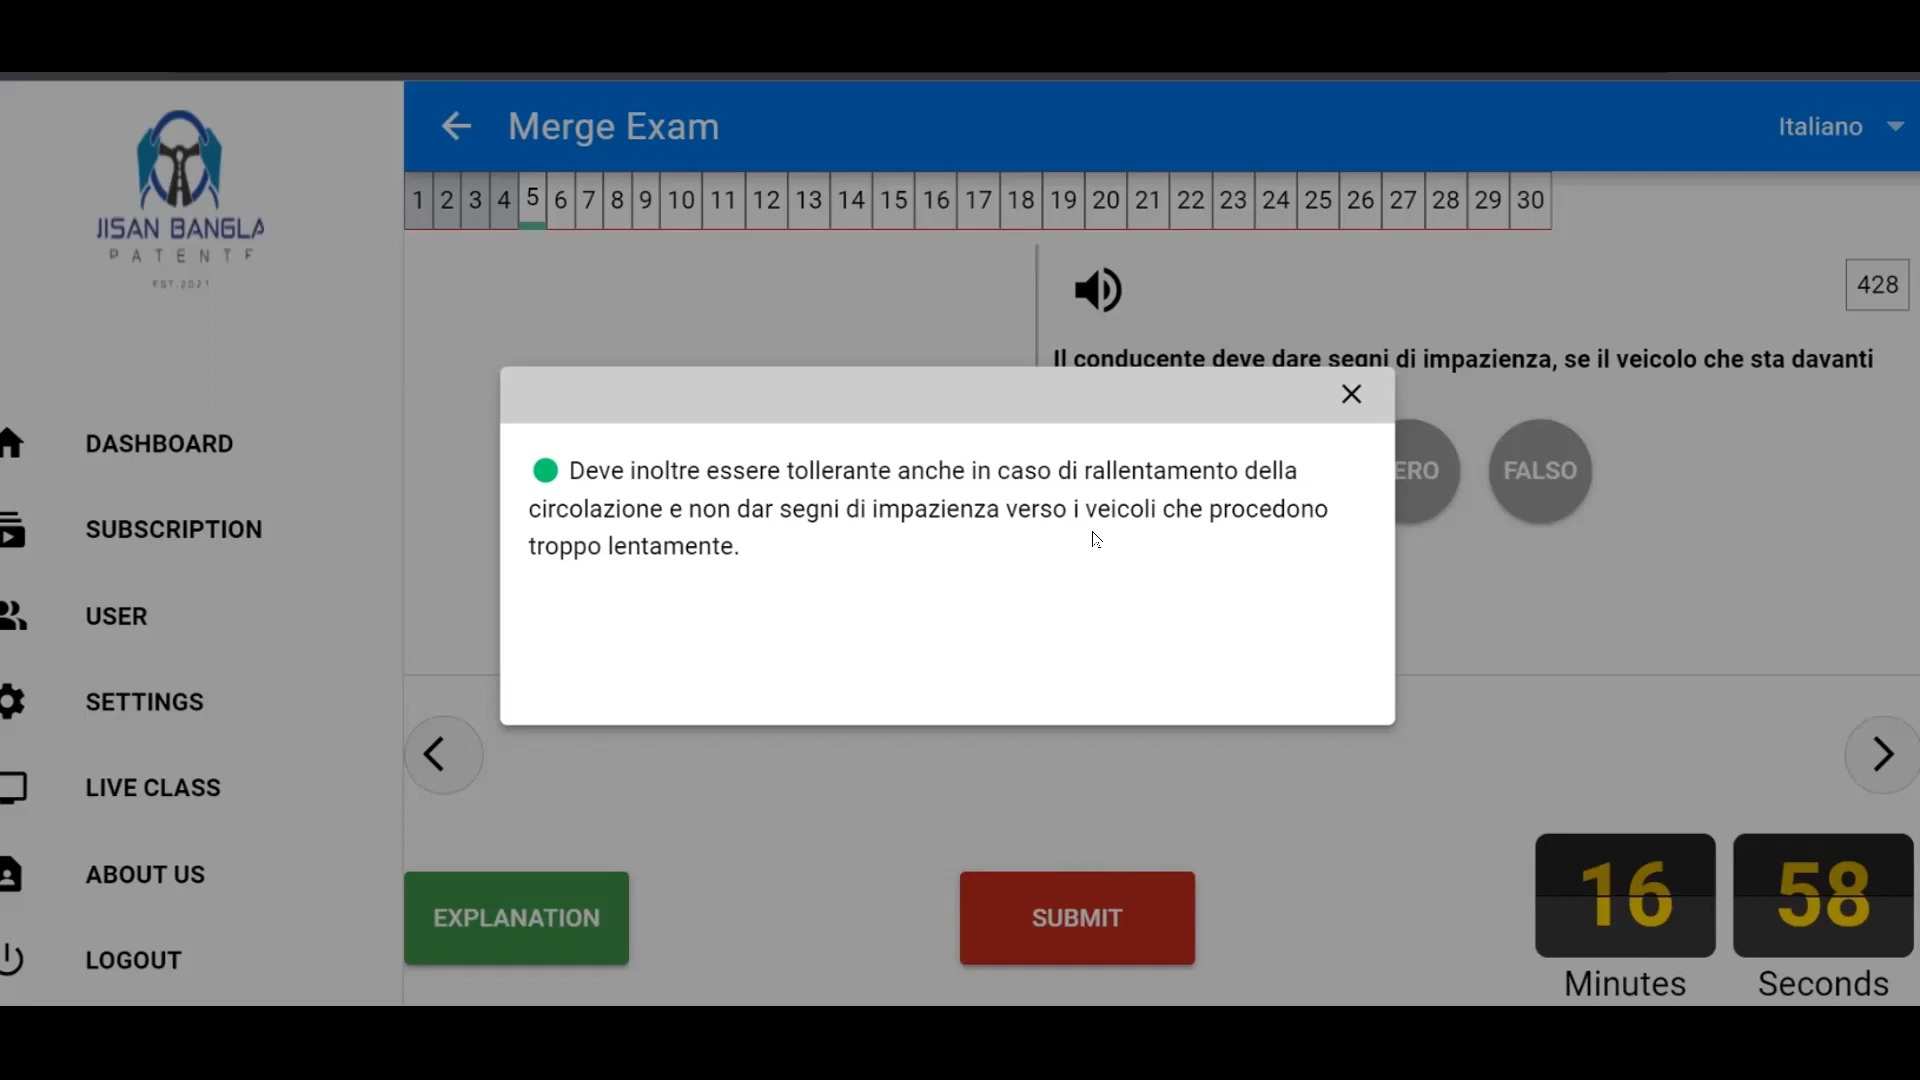 JISAN BANGLA
PATENTE
EST.2021
DASHBOARD
SUBSCRIPTION
USER
SETTINGS
LIVE CLASS
ABOUT US
LOGOUT
Merge Exam
Italiano
1 2 3 4 5 6 7 8 9 10 11 12 13 14 15 16 17 18 19 20 21 22 23 24 25 26 27 28 29 30
428
Il conducente deve dare segni di impazienza, se il veicolo che sta davanti
ERO
FALSO
Deve inoltre essere tollerante anche in caso di rallentamento della
circolazione e non dar segni di impazienza verso i veicoli che procedono
troppo lentamente.
EXPLANATION
SUBMIT
16
58
Minutes
Seconds